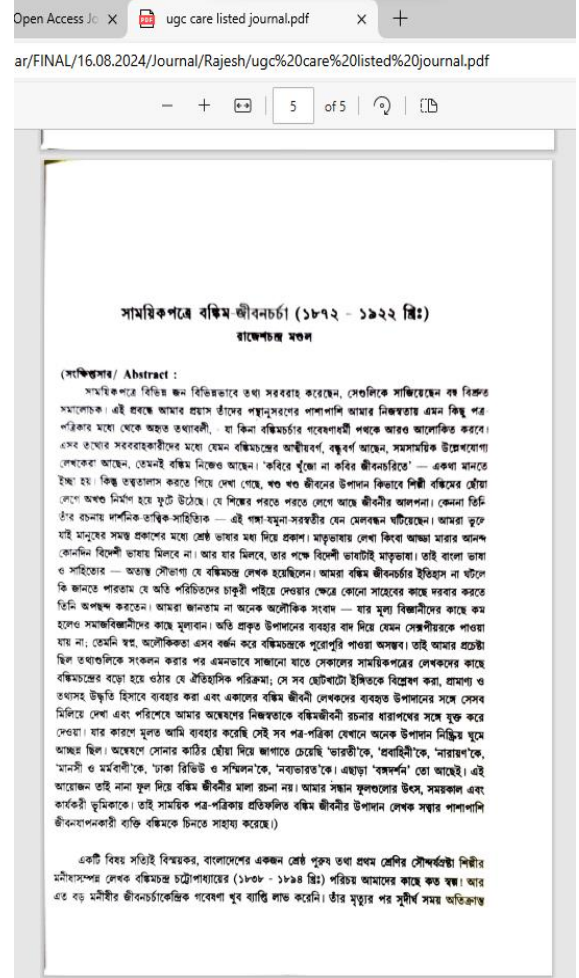 Open Access Jo
ugc care listed journal.pdf
ar/FINAL/16.08.2024/Journal/Rajesh/ugc%20care%20listed%20journal.pdf
5 of 5
সাময়িকপত্রে বঙ্কিম-জীবনচর্চা (১৮৭২ - ১৯২২ খ্রিঃ)
রাজেশচন্দ্র মণ্ডল
(সংক্ষিপ্তসার/ Abstract :
সাময়িকপত্রে বিভিন্ন জন বিভিন্নভাবে তথ্য সরবরাহ করেছেন, সেগুলিকে সাজিয়েছেন বহু বিশ্রুত
সমালোচক। এই প্রবন্ধে আমার প্রয়াস তাঁদের পন্থানুসরণের পাশাপাশি আমার নিজস্বতায় এমন কিছু পত্র-
পত্রিকার মধ্যে থেকে আহৃত তথ্যাবলী, - যা কিনা বঙ্কিমচর্চার গবেষণাধর্মী পথকে আরও আলোকিত করবে।
এসব তথ্যের সরবরাহকারীদের মধ্যে যেমন বঙ্কিমচন্দ্রের আত্মীয়বর্গ, বন্ধুবর্গ আছেন, সমসাময়িক উল্লেখযোগ্য
লেখকেরা আছেন, তেমনই বঙ্কিম নিজেও আছেন। ‘কবিরে খুঁজো না কবির জীবনচরিতে’ — একথা মানতে
ইচ্ছা হয়। কিন্তু তত্ত্বতালাস করতে গিয়ে দেখা গেছে, খণ্ড খণ্ড জীবনের উপাদান কিভাবে শিল্পী বঙ্কিমের ছোঁয়া
লেগে অখণ্ড নির্মাণ হয়ে ফুটে উঠেছে। যে শিল্পের পরতে পরতে লেগে আছে জীবনীর আলপনা। কেননা তিনি
তাঁর রচনায় দার্শনিক-তাত্ত্বিক-সাহিত্যিক — এই গঙ্গা-যমুনা-সরস্বতীর যেন মেলবন্ধন ঘটিয়েছেন। আমরা ভুলে
যাই মানুষের সমস্ত প্রকাশের মধ্যে শ্রেষ্ঠ ভাষার মধ্য দিয়ে প্রকাশ। মাতৃভাষায় লেখা কিংবা আড্ডা মারার আনন্দ
কোনদিন বিদেশী ভাষায় মিলবে না। আর যার মিলবে, তার পক্ষে বিদেশী ভাষাটাই মাতৃভাষা। তাই বাংলা ভাষা
ও সাহিত্যের — অত্যন্ত সৌভাগ্য যে বঙ্কিমচন্দ্র লেখক হয়েছিলেন। আমরা বঙ্কিম জীবনচর্চার ইতিহাস না ঘটলে
কি জানতে পারতাম যে অতি পরিচিতদের চাকুরী পাইয়ে দেওয়ার ক্ষেত্রে কোনো সাহেবের কাছে দরবার করতে
তিনি অপছন্দ করতেন। আমরা জানতাম না অনেক অলৌকিক সংবাদ — যার মূল্য বিজ্ঞানীদের কাছে কম
হলেও সমাজবিজ্ঞানীদের কাছে মূল্যবান। অতি প্রাকৃত উপাদানের ব্যবহার বাদ দিয়ে যেমন সেক্সপীয়রকে পাওয়া
যায় না; তেমনি স্বপ্ন, অলৌকিকতা এসব বর্জন করে বঙ্কিমচন্দ্রকে পুরোপুরি পাওয়া অসম্ভব। তাই আমার প্রচেষ্টা
ছিল তথ্যগুলিকে সংকলন করার পর এমনভাবে সাজানো যাতে সেকালের সাময়িকপত্রের লেখকদের কাছে
বঙ্কিমচন্দ্রের বড়ো হয়ে ওঠার যে ঐতিহাসিক পরিক্রমা; সে সব ছোটখাটো ইঙ্গিতকে বিশ্লেষণ করা, প্রামাণ্য ও
তথ্যসহ উদ্ধৃতি হিসাবে ব্যবহার করা এবং একালের বঙ্কিম জীবনী লেখকদের ব্যবহৃত উপাদানের সঙ্গে সেসব
মিলিয়ে দেখা এবং পরিশেষে আমার অন্বেষণের নিজস্বতাকে বঙ্কিমজীবনী রচনার ধারাপথের সঙ্গে যুক্ত করে
দেওয়া। যার কারণে মূলত আমি ব্যবহার করেছি সেই সব পত্র-পত্রিকা যেখানে অনেক উপাদান নিষ্ক্রিয় ঘুমে
আচ্ছন্ন ছিল। অন্বেষণে সোনার কাঠির ছোঁয়া দিয়ে জাগাতে চেয়েছি ‘ভারতী’কে, ‘প্রবাহিনী’কে, ‘নারায়ণ’কে,
‘মানসী ও মর্মবাণী’কে, ‘ঢাকা রিভিউ ও সম্মিলন’কে, ‘নব্যভারত’কে। এছাড়া ‘বঙ্গদর্শন’ তো আছেই। এই
আয়োজন তাই নানা ফুল দিয়ে বঙ্কিম জীবনীর মালা রচনা নয়। আমার সন্ধান ফুলগুলোর উৎস, সময়কাল এবং
কার্যকরী ভূমিকাকে। তাই সাময়িক পত্র-পত্রিকায় প্রতিফলিত বঙ্কিম জীবনীর উপাদান লেখক সত্ত্বার পাশাপাশি
জীবনযাপনকারী ব্যক্তি বঙ্কিমকে চিনতে সাহায্য করেছে।)
একটি বিষয় সত্যিই বিস্ময়কর, বাংলাদেশের একজন শ্রেষ্ঠ পুরুষ তথা প্রথম শ্রেণির সৌন্দর্যস্রষ্টা শিল্পীর
মনীষাসম্পন্ন লেখক বঙ্কিমচন্দ্র চট্টোপাধ্যায়ের (১৮৩৮ - ১৮৯৪ খ্রিঃ) পরিচয় আমাদের কাছে কত স্বল্প। আর
এত বড় মনীষীর জীবনচর্চাকেন্দ্রিক গবেষণা খুব ব্যাপ্তি লাভ করেনি। তাঁর মৃত্যুর পর সুদীর্ঘ সময় অতিক্রান্ত